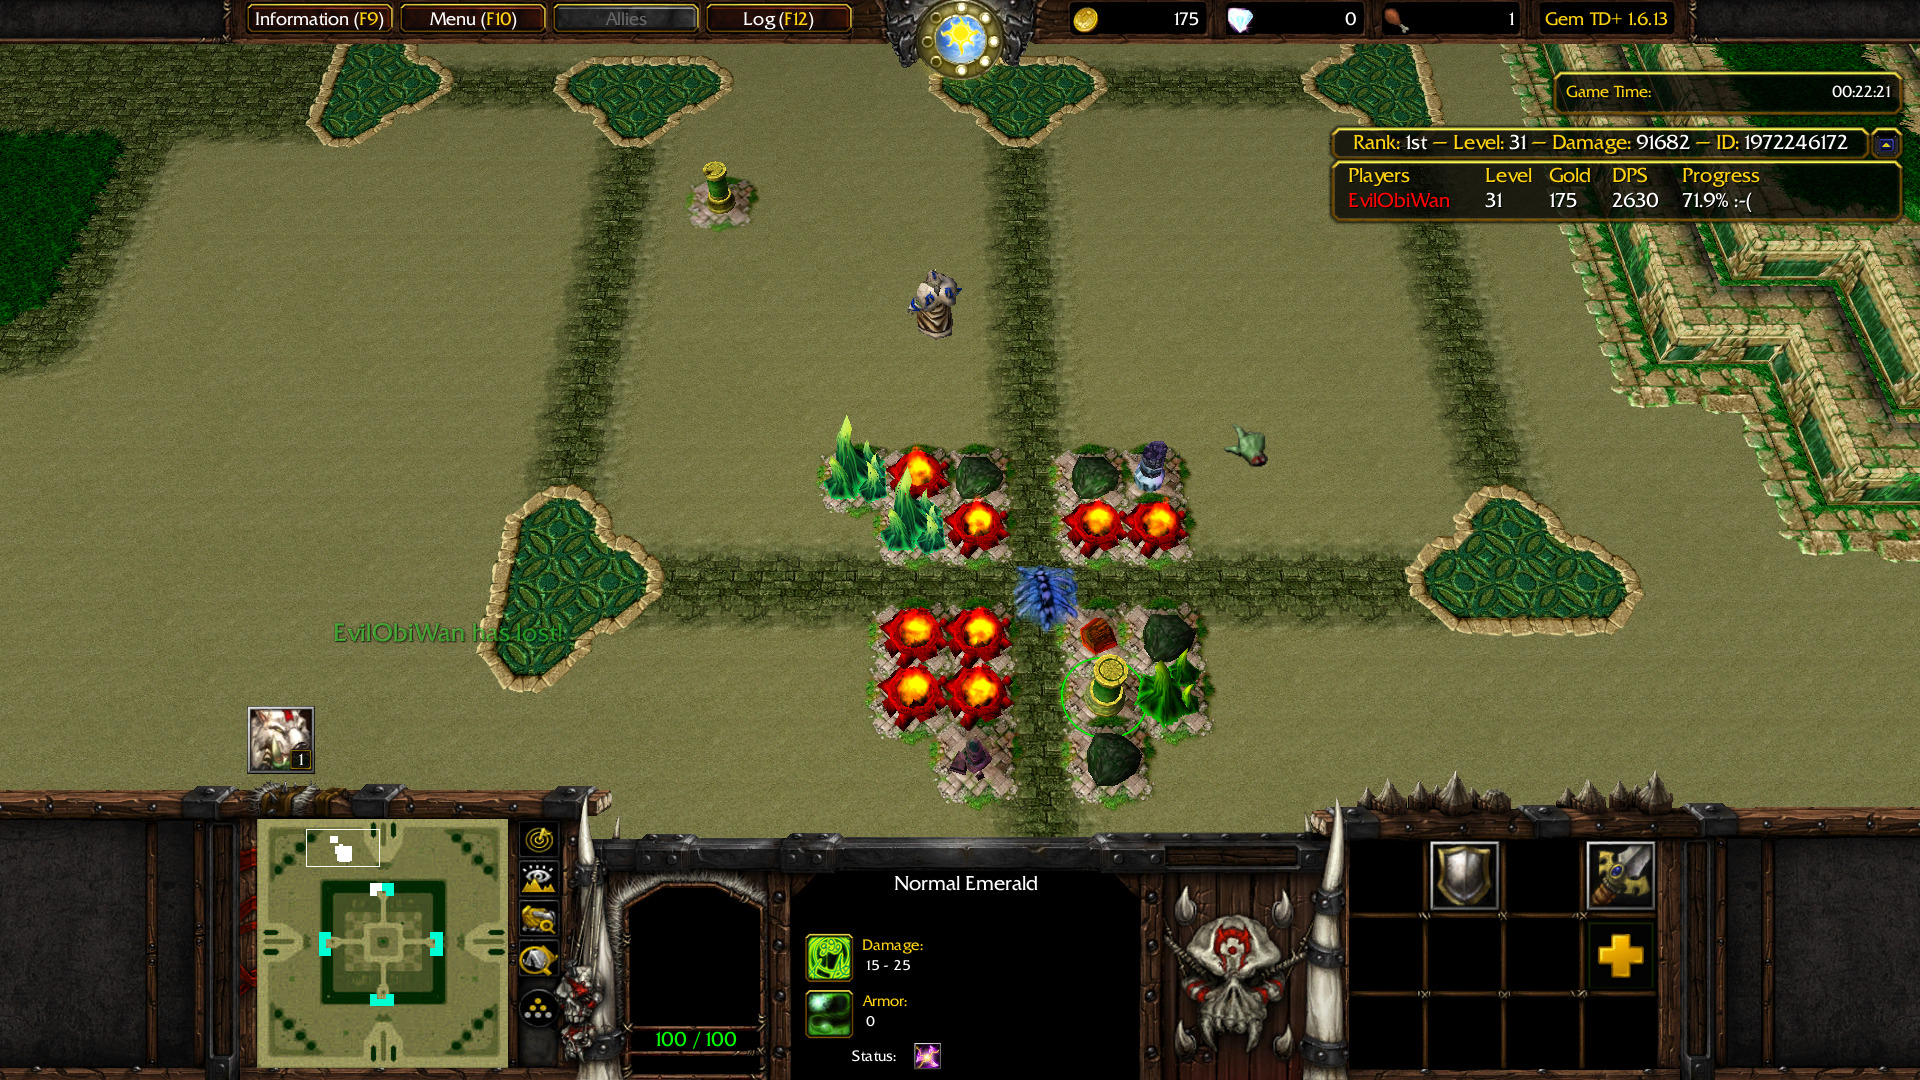 Information (F9)
Menu (F10)
Allies
Log (F12)
175
0
1
Gem TD+ 1.6.13
Game Time: 00:22:21
Rank: 1st – Level: 31 – Damage: 91682 – ID: 1972246172
Players Level Gold DPS Progress
EvilObiWan 31 175 2630 71.9% :-(
EvilObiWan has lost!
1
Normal Emerald
Damage:
15 - 25
Armor:
0
Status:
100 / 100